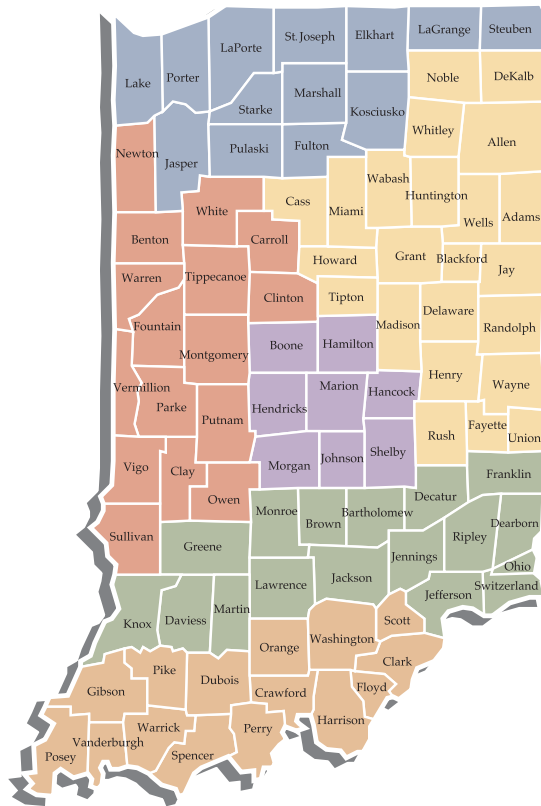 LaGrange
Steuben
St. Joseph
Elkhart
LaPorte
Porter
Lake
Noble
DeKalb
Marshall
Starke
Kosciusko
Whitley
Allen
Pulaski
Fulton
Newton
Jasper
Wabash
Huntington
Cass
White
Miami
Adams
Wells
Benton
Carroll
Howard
Grant
Blackford
Jay
Warren
Tippecanoe
Clinton
Tipton
Delaware
Madison
Fountain
Randolph
Boone
Hamilton
Montgomery
Henry
Wayne
Vermillion
Marion
Hancock
Parke
Hendricks
Putnam
Fayette
Rush
Union
Shelby
Johnson
Morgan
Vigo
Clay
Franklin
Owen
Decatur
Monroe
Bartholomew
Brown
Dearborn
Sullivan
Ripley
Greene
Jennings
Ohio
Jackson
Lawrence
Switzerland
Jefferson
Martin
Daviess
Knox
Scott
Washington
Orange
Clark
Pike
Dubois
Floyd
Gibson
Crawford
Harrison
Warrick
Perry
Vanderburgh
Spencer
Posey